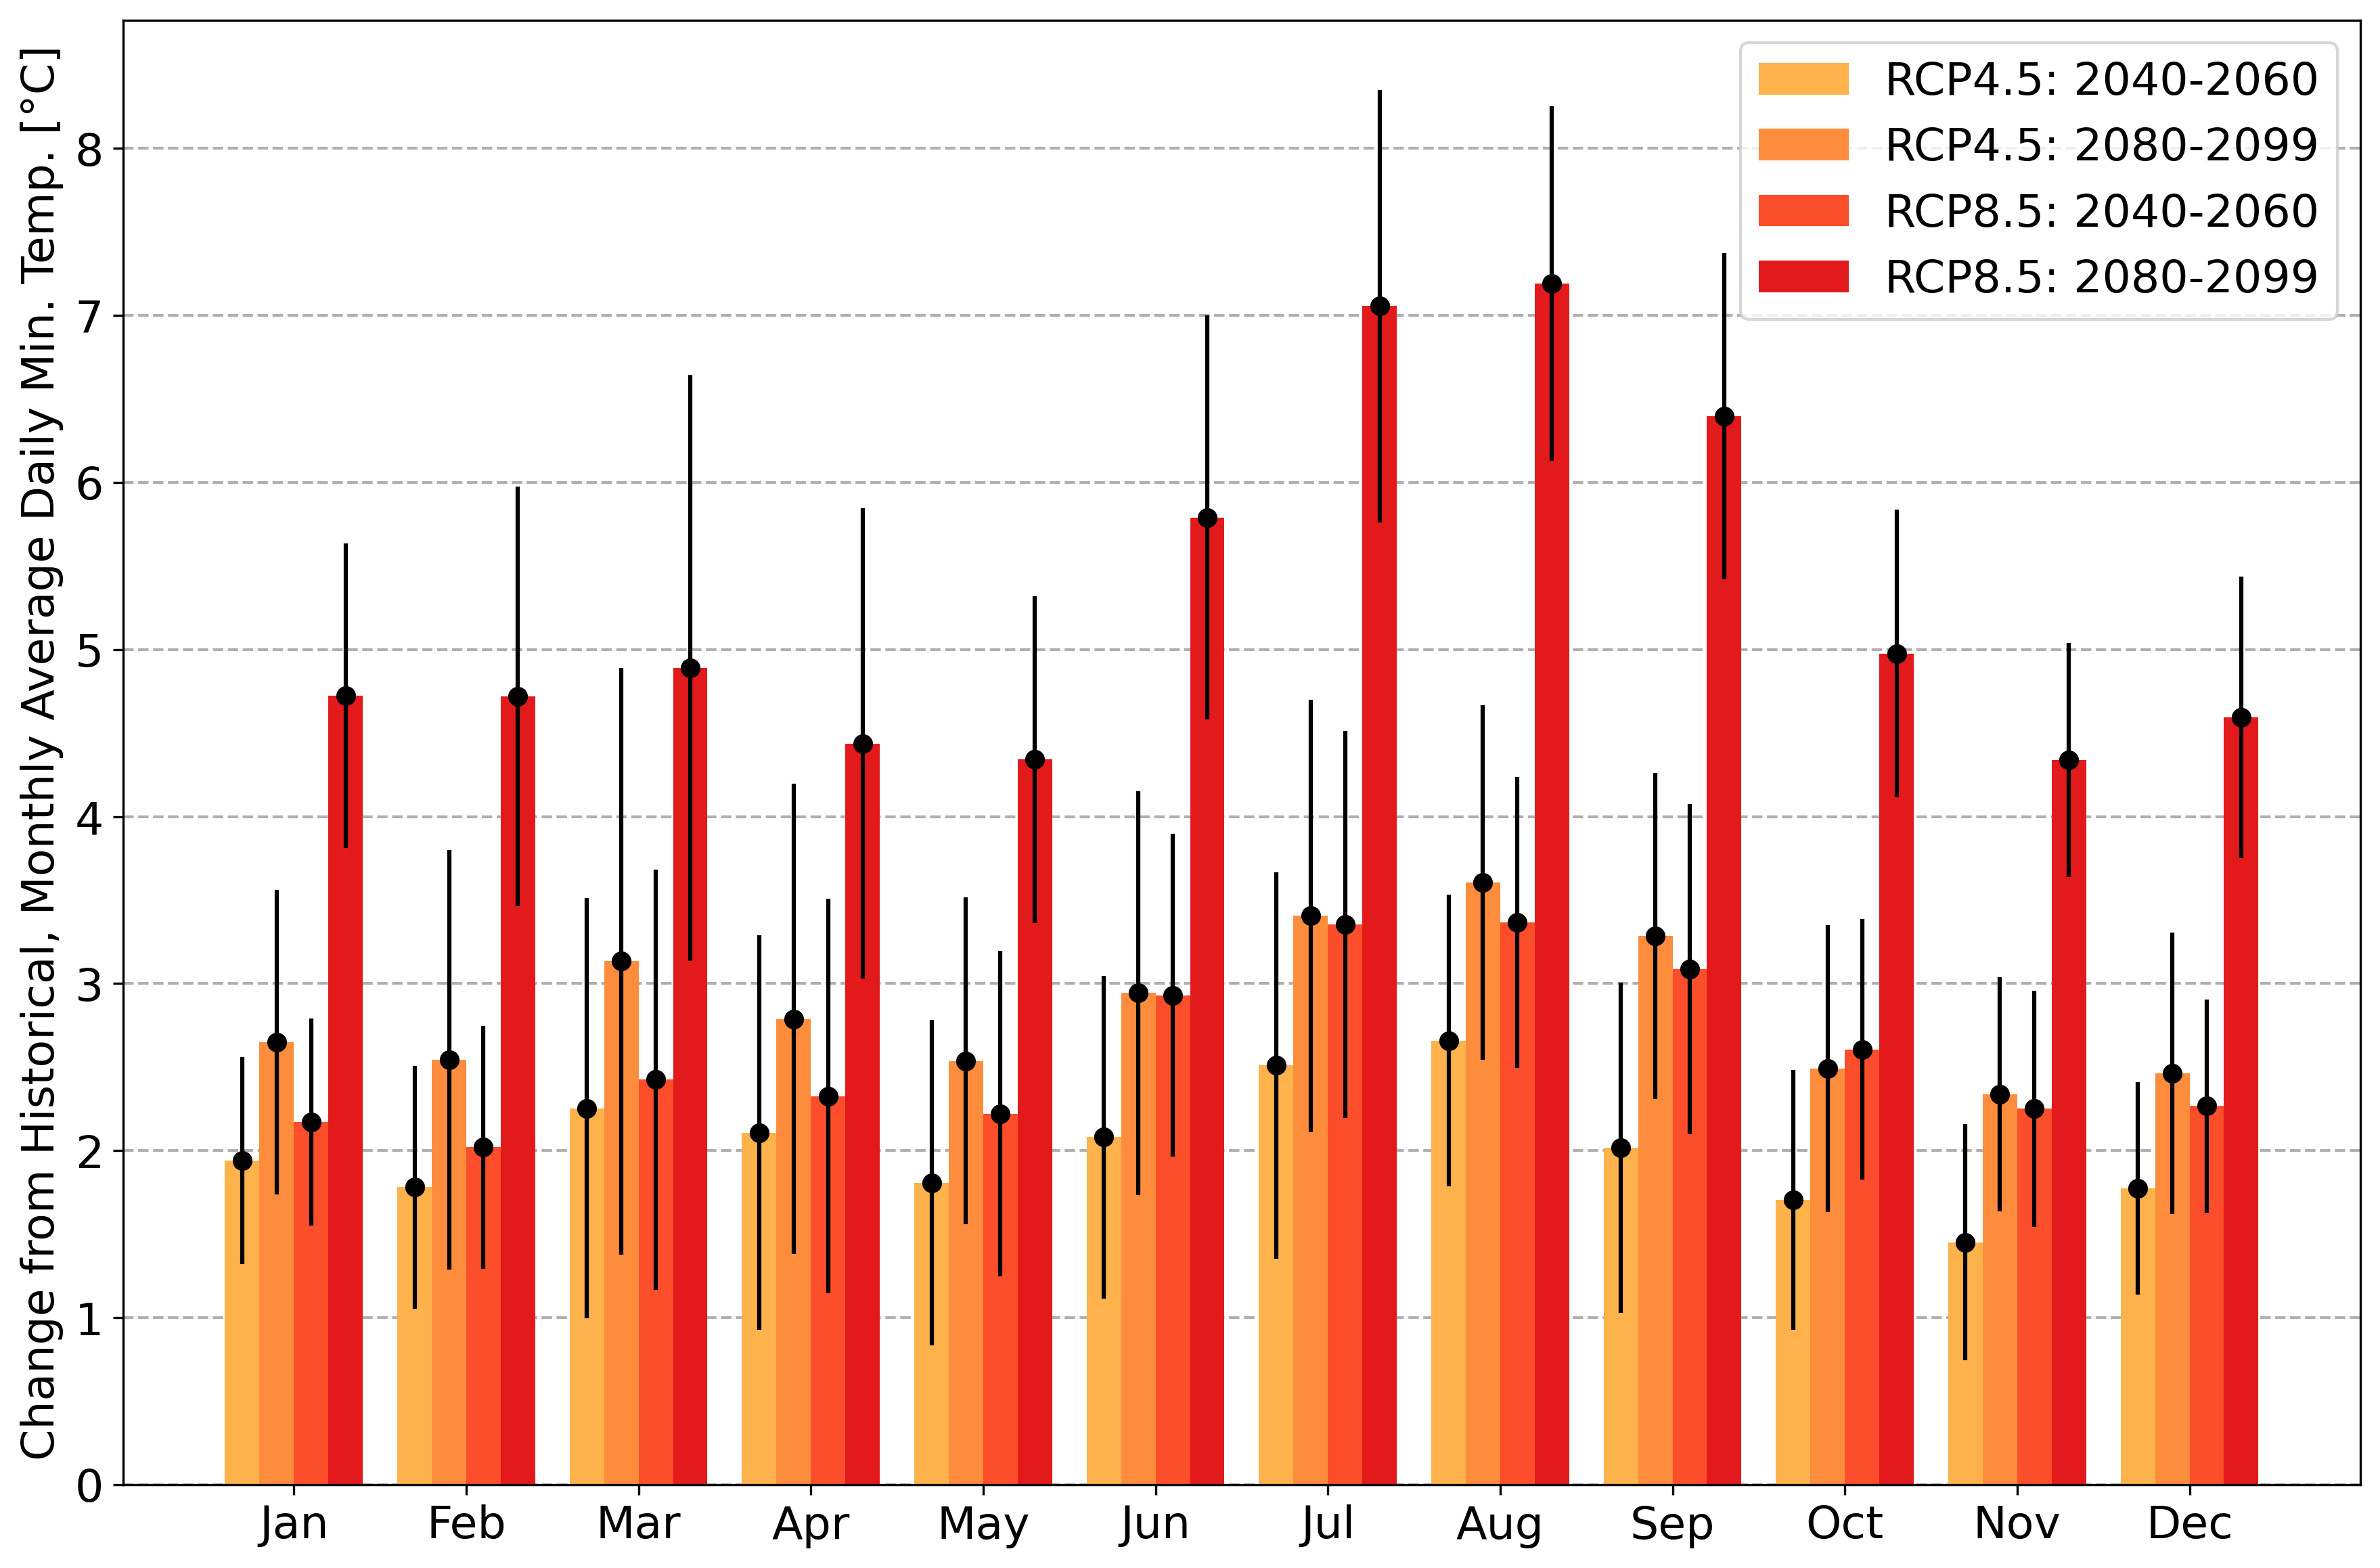 Change from Historical, Monthly Average Daily Min. Temp. [°C]
8
7
6
5
4
3
2
1
0
RCP4.5: 2040-2060
RCP4.5: 2080-2099
RCP8.5: 2040-2060
RCP8.5: 2080-2099
Jan Feb Mar Apr May Jun Jul Aug Sep Oct Nov Dec